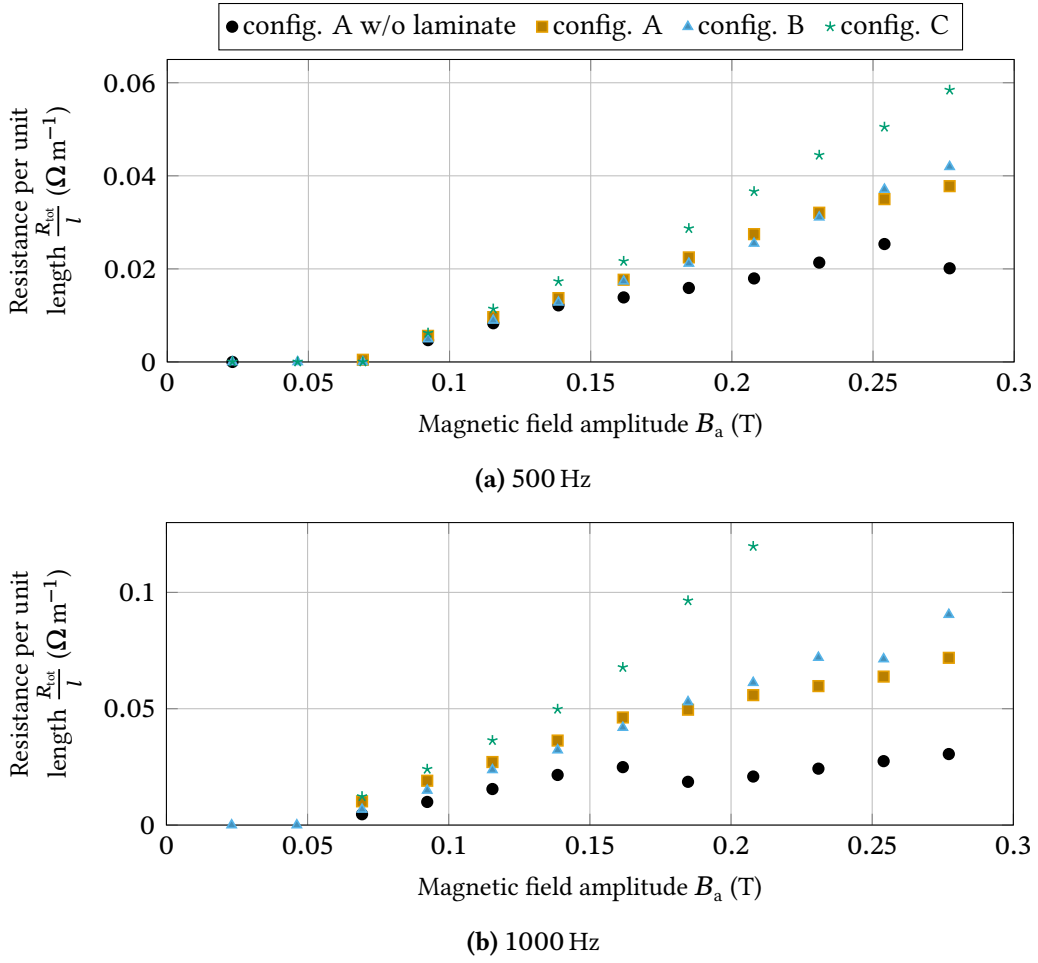 config. A w/o laminate config. A config. B config. C
0.06
0.04
0.02
0
Resistance per unit
length R_tot/l (Ω m⁻¹)
0 0.05 0.1 0.15 0.2 0.25 0.3
Magnetic field amplitude B_a (T)
(a) 500 Hz
0.1
0.05
0
Resistance per unit
length R_tot/l (Ω m⁻¹)
0 0.05 0.1 0.15 0.2 0.25 0.3
Magnetic field amplitude B_a (T)
(b) 1000 Hz